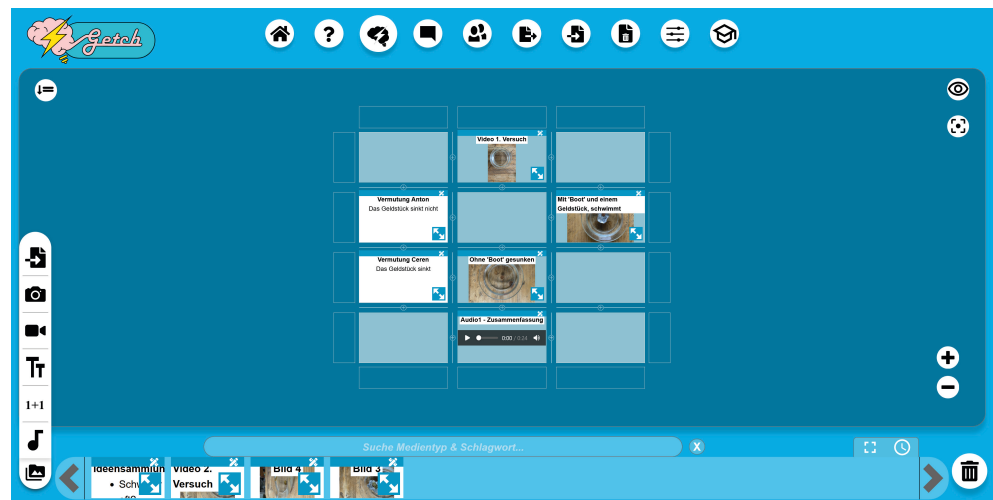 Getch
?
Video 1. Versuch
Vermutung Anton
Das Geldstück sinkt nicht
Mit 'Boot' und einem
Geldstück, schwimmt
Vermutung Ceren
Das Geldstück sinkt
Ohne 'Boot' gesunken
Audio1 - Zusammenfassung
0:00 / 0:24
Tт
1+1
Suche Medientyp & Schlagwort...
X
Video 2.
Versuch
Bild 4
Bild 3